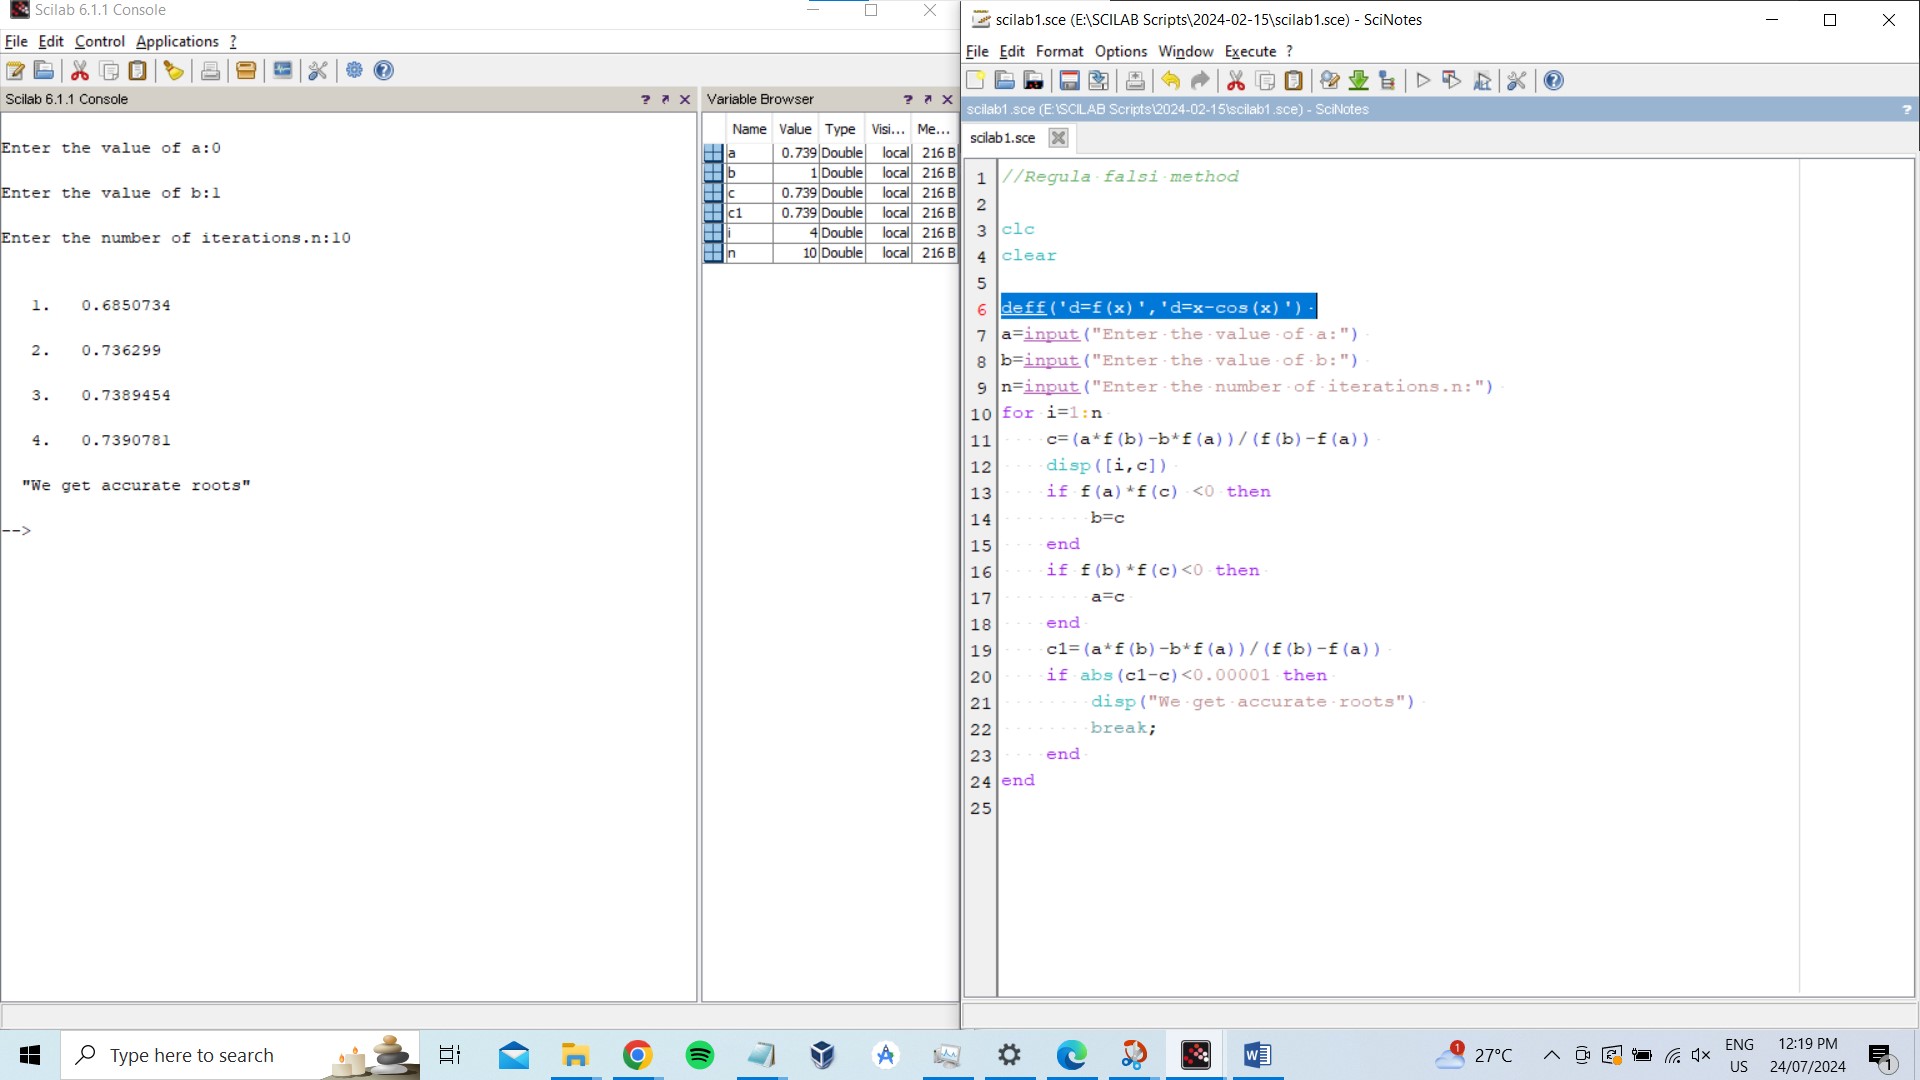 Scilab 6.1.1 Console
File Edit Control Applications ?
Scilab 6.1.1 Console
Enter the value of a:0
Enter the value of b:1
Enter the number of iterations.n:10
1. 0.6850734
2. 0.736299
3. 0.7389454
4. 0.7390781
"We get accurate roots"
-->
Variable Browser
Name Value Type Visi... Me...
a 0.739 Double local 216 B
b 1 Double local 216 B
c 0.739 Double local 216 B
c1 0.739 Double local 216 B
i 4 Double local 216 B
n 10 Double local 216 B
scilab1.sce (E:\SCILAB Scripts\2024-02-15\scilab1.sce) - SciNotes
File Edit Format Options Window Execute ?
scilab1.sce (E:\SCILAB Scripts\2024-02-15\scilab1.sce) - SciNotes
scilab1.sce
1 //Regula falsi method
2
3 clc
4 clear
5
6 deff('d=f(x)','d=x-cos(x)')
7 a=input("Enter the value of a:")
8 b=input("Enter the value of b:")
9 n=input("Enter the number of iterations.n:")
10 for i=1:n
11 c=(a*f(b)-b*f(a))/(f(b)-f(a))
12 disp([i,c])
13 if f(a)*f(c) <0 then
14 b=c
15 end
16 if f(b)*f(c)<0 then
17 a=c
18 end
19 c1=(a*f(b)-b*f(a))/(f(b)-f(a))
20 if abs(c1-c)<0.00001 then
21 disp("We get accurate roots")
22 break;
23 end
24 end
25
Type here to search
1
27°C
ENG
US
12:19 PM
24/07/2024
1